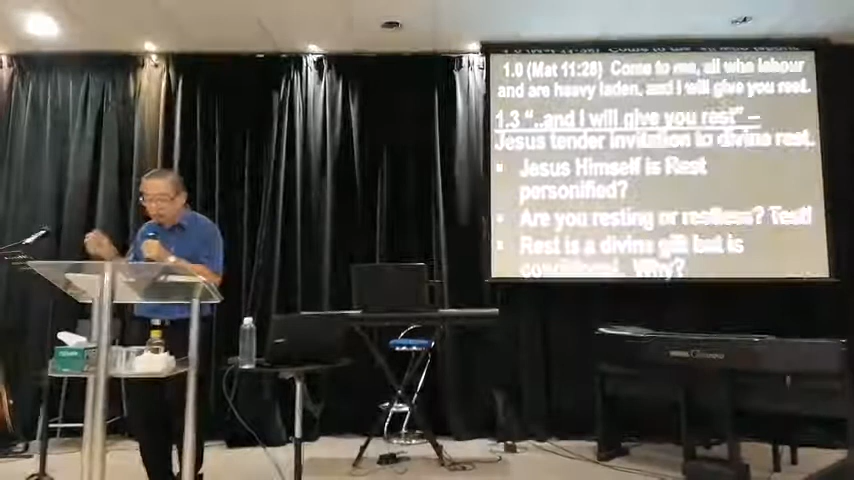 1.0 (Mat 11:28) Come to me, all who labour
and are heavy laden, and I will give you rest.
1.3 “..and I will give you rest” ...
Jesus tender invitation to divine rest.
Jesus Himself is Rest
personified?
Are you resting or restless? Test!
Rest is a divine gift but it is
conditional. Why?